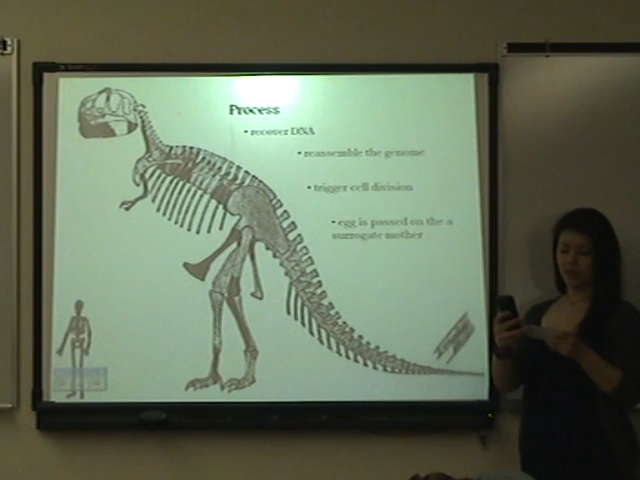 Process
• recover DNA
• reassemble the genome
• trigger cell division
• egg is passed on the a
surrogate mother